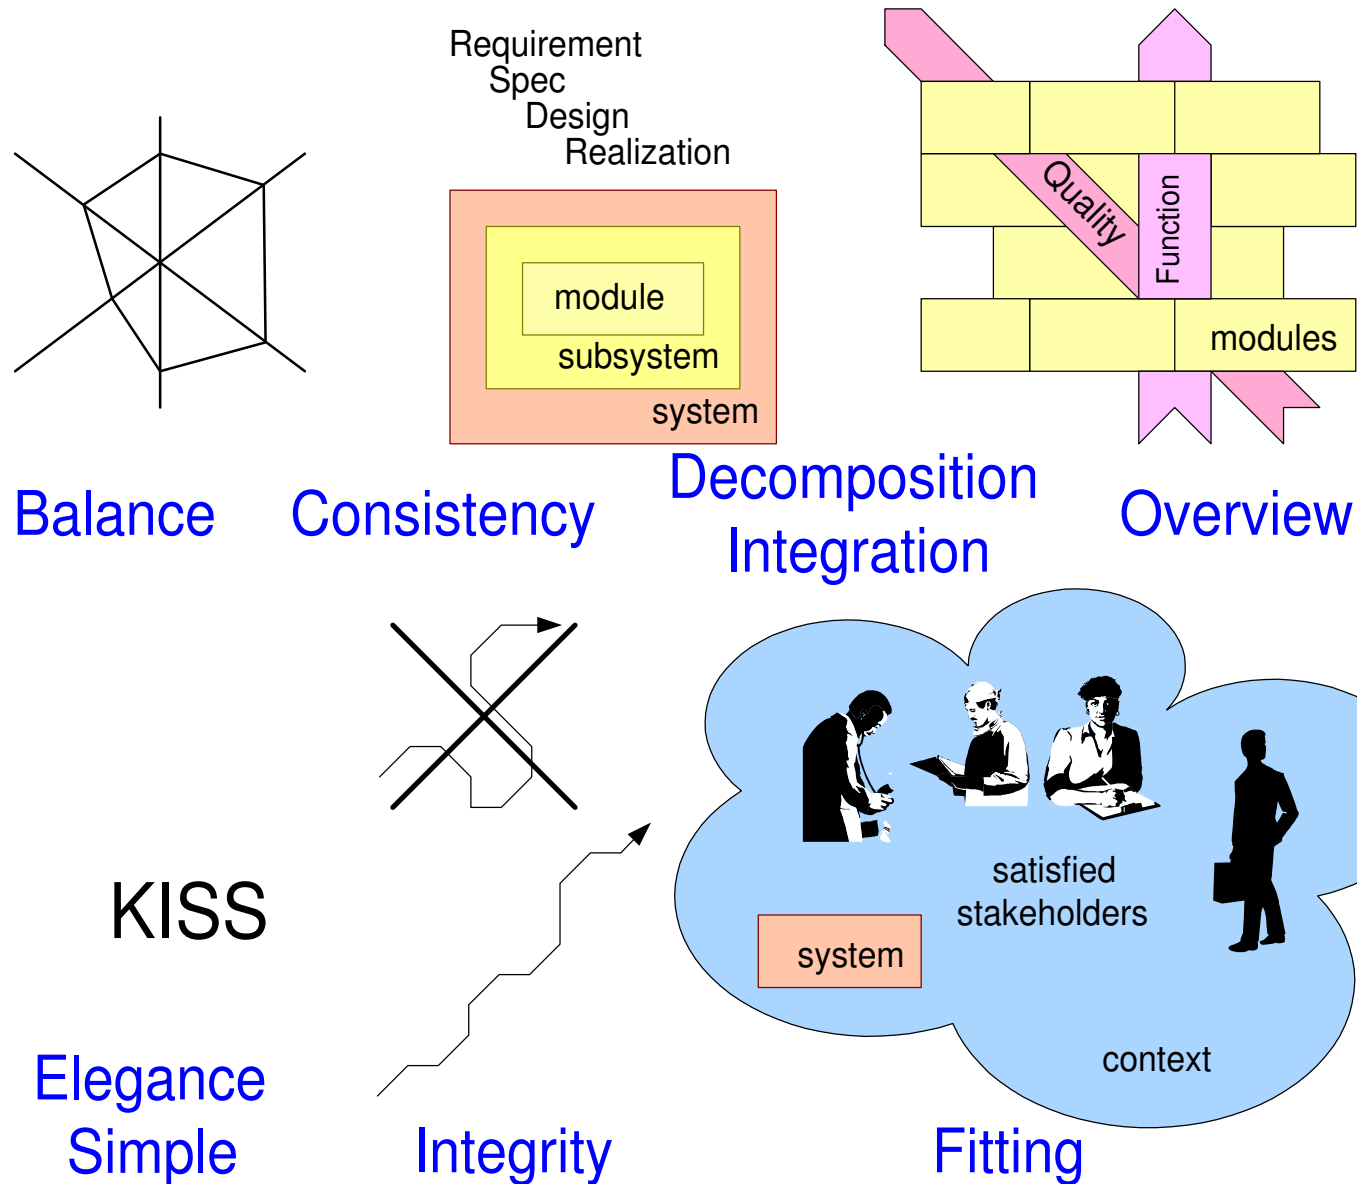 Requirement
Spec
Design
Realization
module
subsystem
system
Quality
Function
modules
Balance
Consistency
Decomposition
Integration
Overview
KISS
satisfied
stakeholders
system
context
Elegance
Simple
Integrity
Fitting